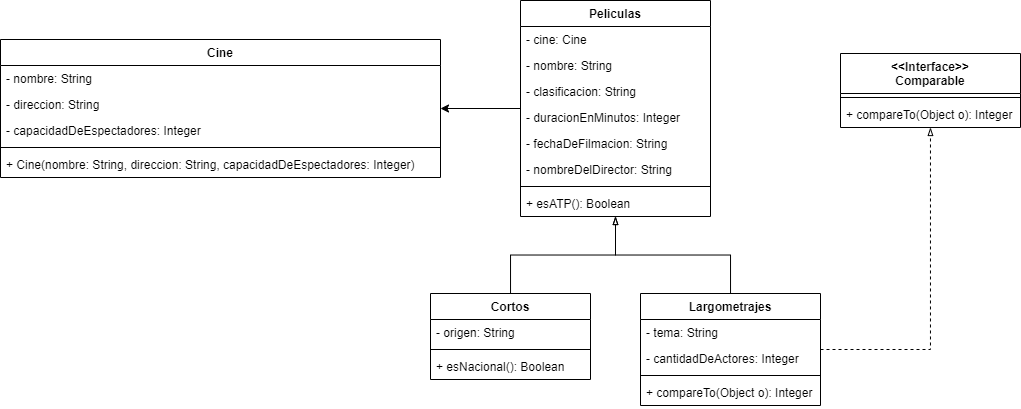 Cine
- nombre: String
- direccion: String
- capacidadDeEspectadores: Integer
+ Cine(nombre: String, direccion: String, capacidadDeEspectadores: Integer)
Peliculas
- cine: Cine
- nombre: String
- clasificacion: String
- duracionEnMinutos: Integer
- fechaDeFilmacion: String
- nombreDelDirector: String
+ esATP(): Boolean
<<Interface>>
Comparable
+ compareTo(Object o): Integer
Cortos
- origen: String
+ esNacional(): Boolean
Largometrajes
- tema: String
- cantidadDeActores: Integer
+ compareTo(Object o): Integer